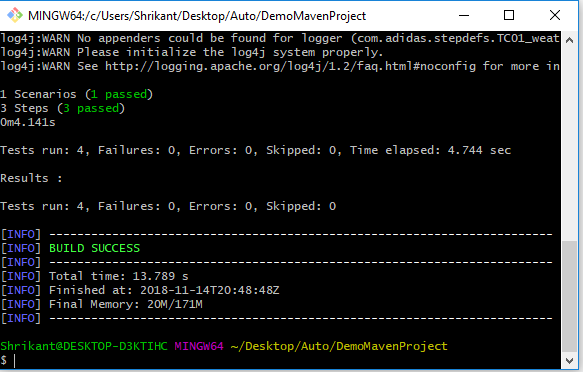 MINGW64:/c/Users/Shrikant/Desktop/Auto/DemoMavenProject
log4j:WARN No appenders could be found for logger (com.adidas.stepdefs.TC01_weat
log4j:WARN Please initialize the log4j system properly.
log4j:WARN See http://logging.apache.org/log4j/1.2/faq.html#noconfig for more in
1 Scenarios (1 passed)
3 Steps (3 passed)
0m4.141s
Tests run: 4, Failures: 0, Errors: 0, Skipped: 0, Time elapsed: 4.744 sec
Results :
Tests run: 4, Failures: 0, Errors: 0, Skipped: 0
[INFO] ------------------------------------------------------------------------
[INFO] BUILD SUCCESS
[INFO] ------------------------------------------------------------------------
[INFO] Total time: 13.789 s
[INFO] Finished at: 2018-11-14T20:48:48Z
[INFO] Final Memory: 20M/171M
[INFO] ------------------------------------------------------------------------
Shrikant@DESKTOP-D3KTIHC MINGW64 ~/Desktop/Auto/DemoMavenProject
$